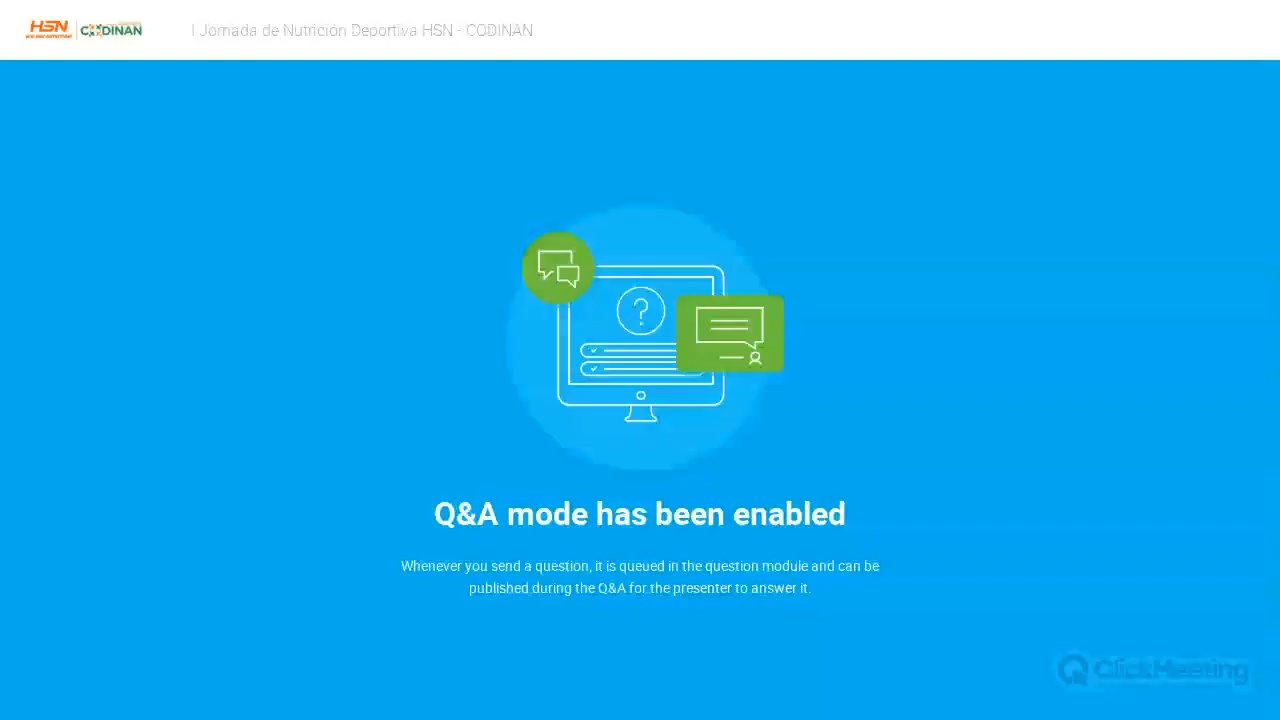 HSN
CODINAN
I Jornada de Nutrición Deportiva HSN - CODINAN
?
Q&A mode has been enabled
Whenever you send a question, it is queued in the question module and can be
published during the Q&A for the presenter to answer it.
ClickMeeting